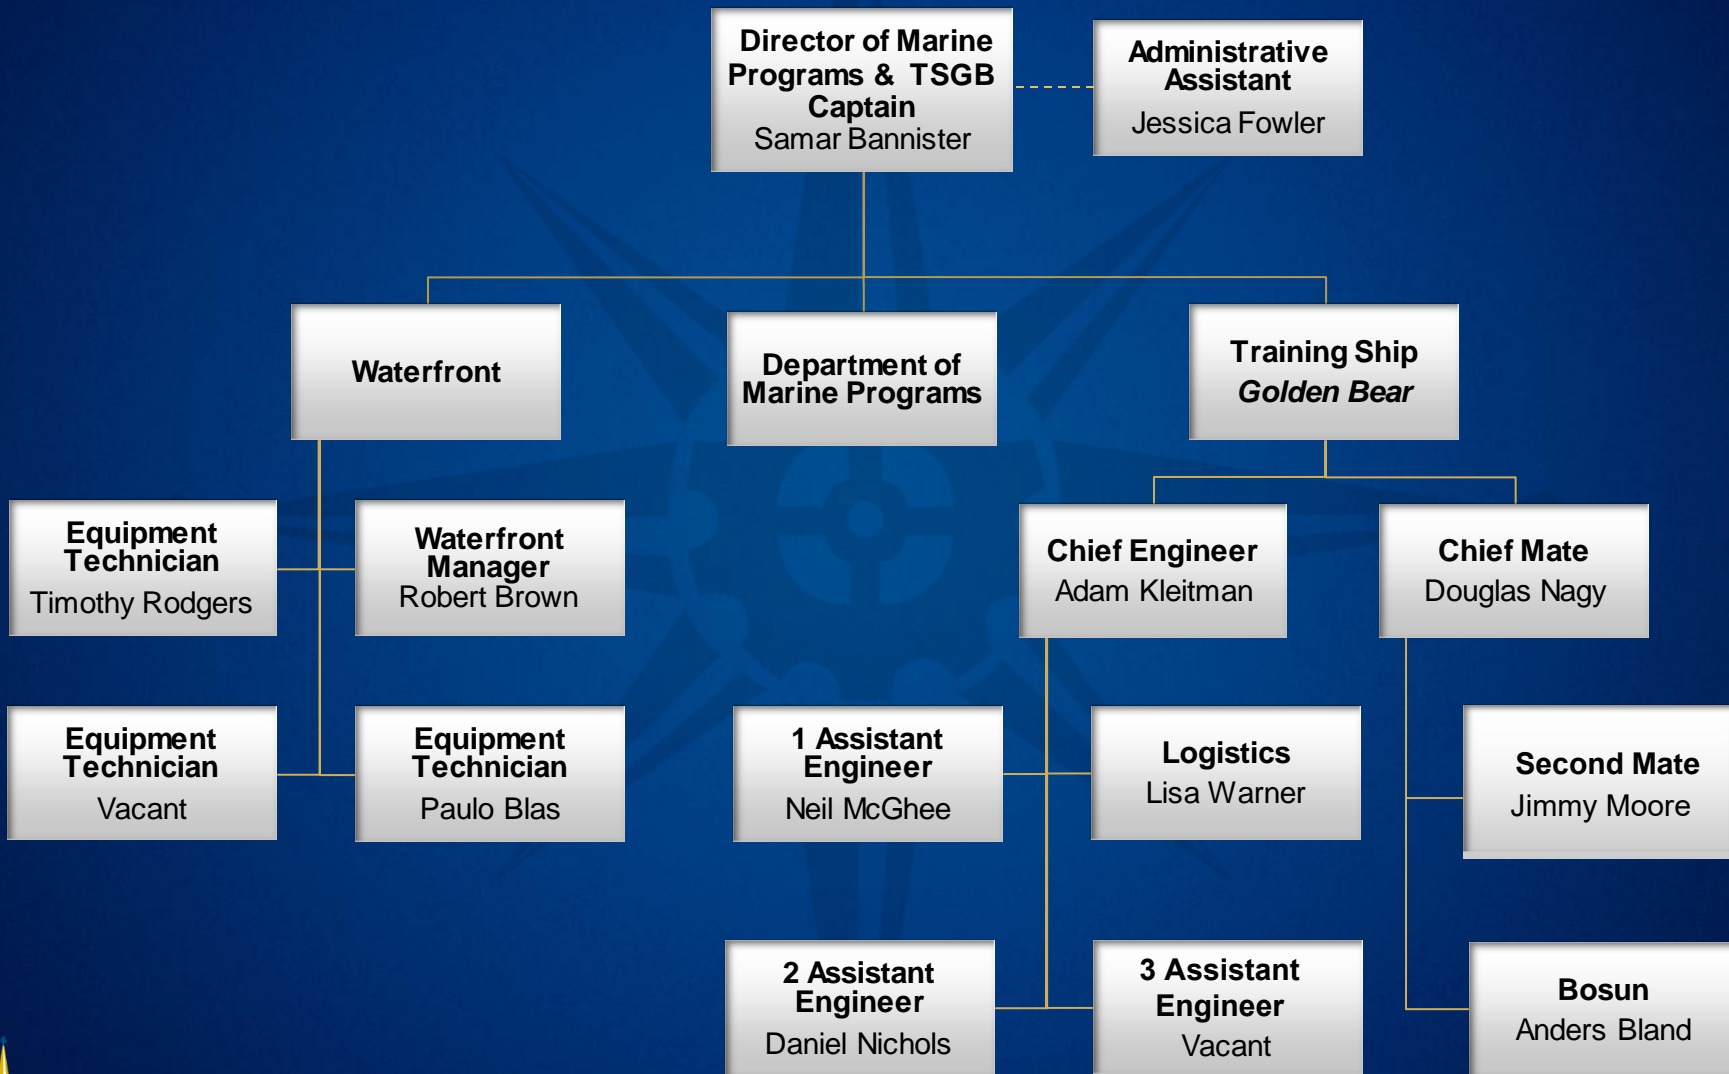 Director of Marine
Programs & TSGB
Captain
Samar Bannister
Administrative
Assistant
Jessica Fowler
Waterfront
Department of
Marine Programs
Training Ship
Golden Bear
Equipment
Technician
Timothy Rodgers
Waterfront
Manager
Robert Brown
Chief Engineer
Adam Kleitman
Chief Mate
Douglas Nagy
Equipment
Technician
Vacant
Equipment
Technician
Paulo Blas
1 Assistant
Engineer
Neil McGhee
Logistics
Lisa Warner
Second Mate
Jimmy Moore
2 Assistant
Engineer
Daniel Nichols
3 Assistant
Engineer
Vacant
Bosun
Anders Bland